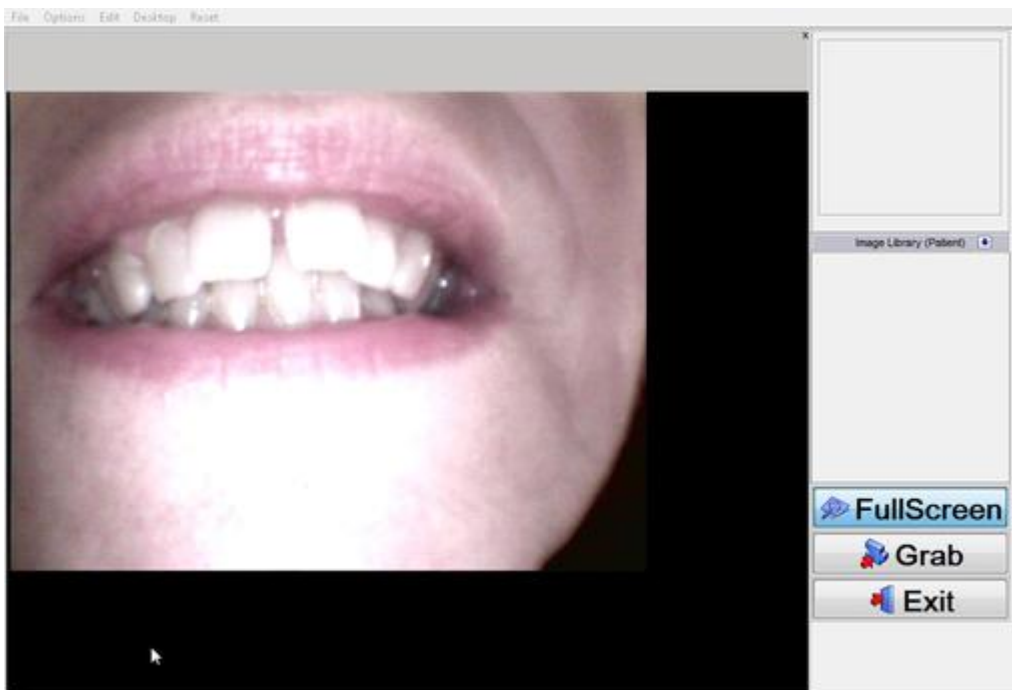 File Options Edit Desktop Reset
x
Image Library (Patient)
FullScreen
Grab
Exit